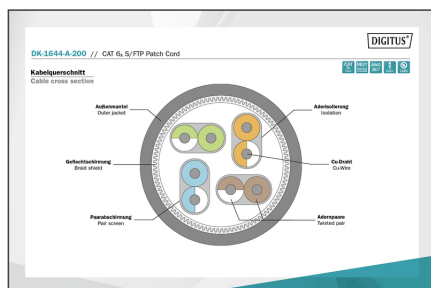 DIGITUS®
DK-1644-A-200 // CAT 6A S/FTP Patch Cord
Kabelquerschnitt
Cable cross section
Außenmantel
Outer jacket
Aderisolierung
Isolation
Geflechtschirmung
Braid shield
Cu-Draht
Cu-Wire
Paarabschirmung
Pair screen
Adernpaare
Twisted pair